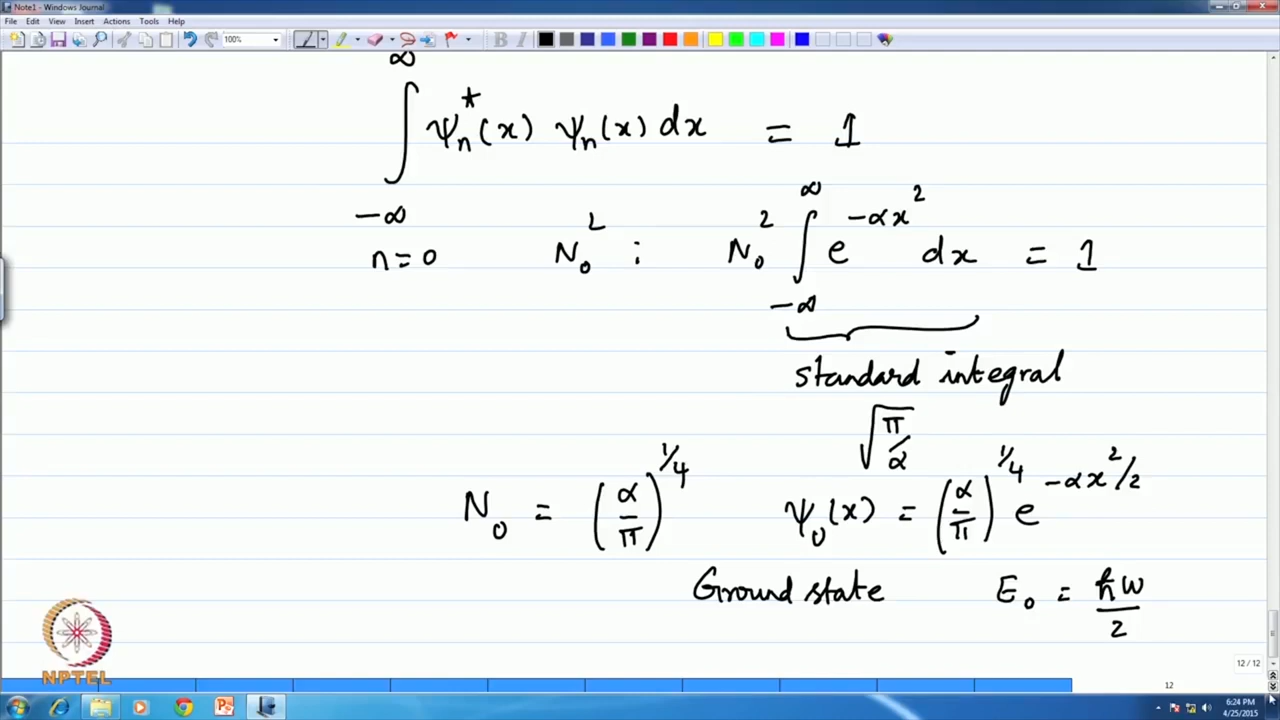 Note1 - Windows Journal
File Edit View Insert Actions Tools Help
100%
∞
∫ ψₙ*(x) ψₙ(x) dx = 1
-∞
n=0 N₀² : N₀² ∫ e^(-αx²) dx = 1
∞
-∞
standard integral
√(π/α)
N₀ = (α/π)^(1/4) ψ₀(x) = (α/π)^(1/4) e^(-αx²/2)
Ground state E₀ = ħω/2
NPTEL
12 / 12
12
6:24 PM
4/25/2015